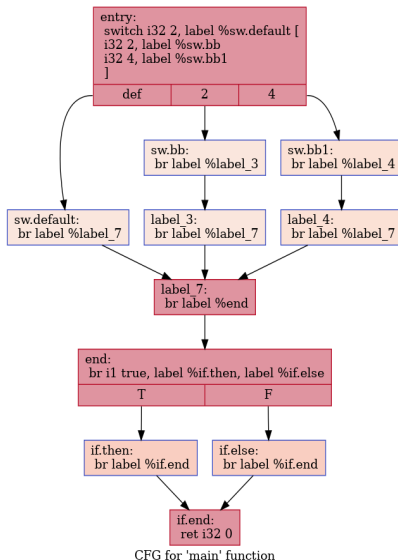 entry:
switch i32 2, label %sw.default [
i32 2, label %sw.bb
i32 4, label %sw.bb1
]
def 2 4
sw.bb:
br label %label_3
sw.bb1:
br label %label_4
sw.default:
br label %label_7
label_3:
br label %label_7
label_4:
br label %label_7
label_7:
br label %end
end:
br i1 true, label %if.then, label %if.else
T F
if.then:
br label %if.end
if.else:
br label %if.end
if.end:
ret i32 0
CFG for 'main' function